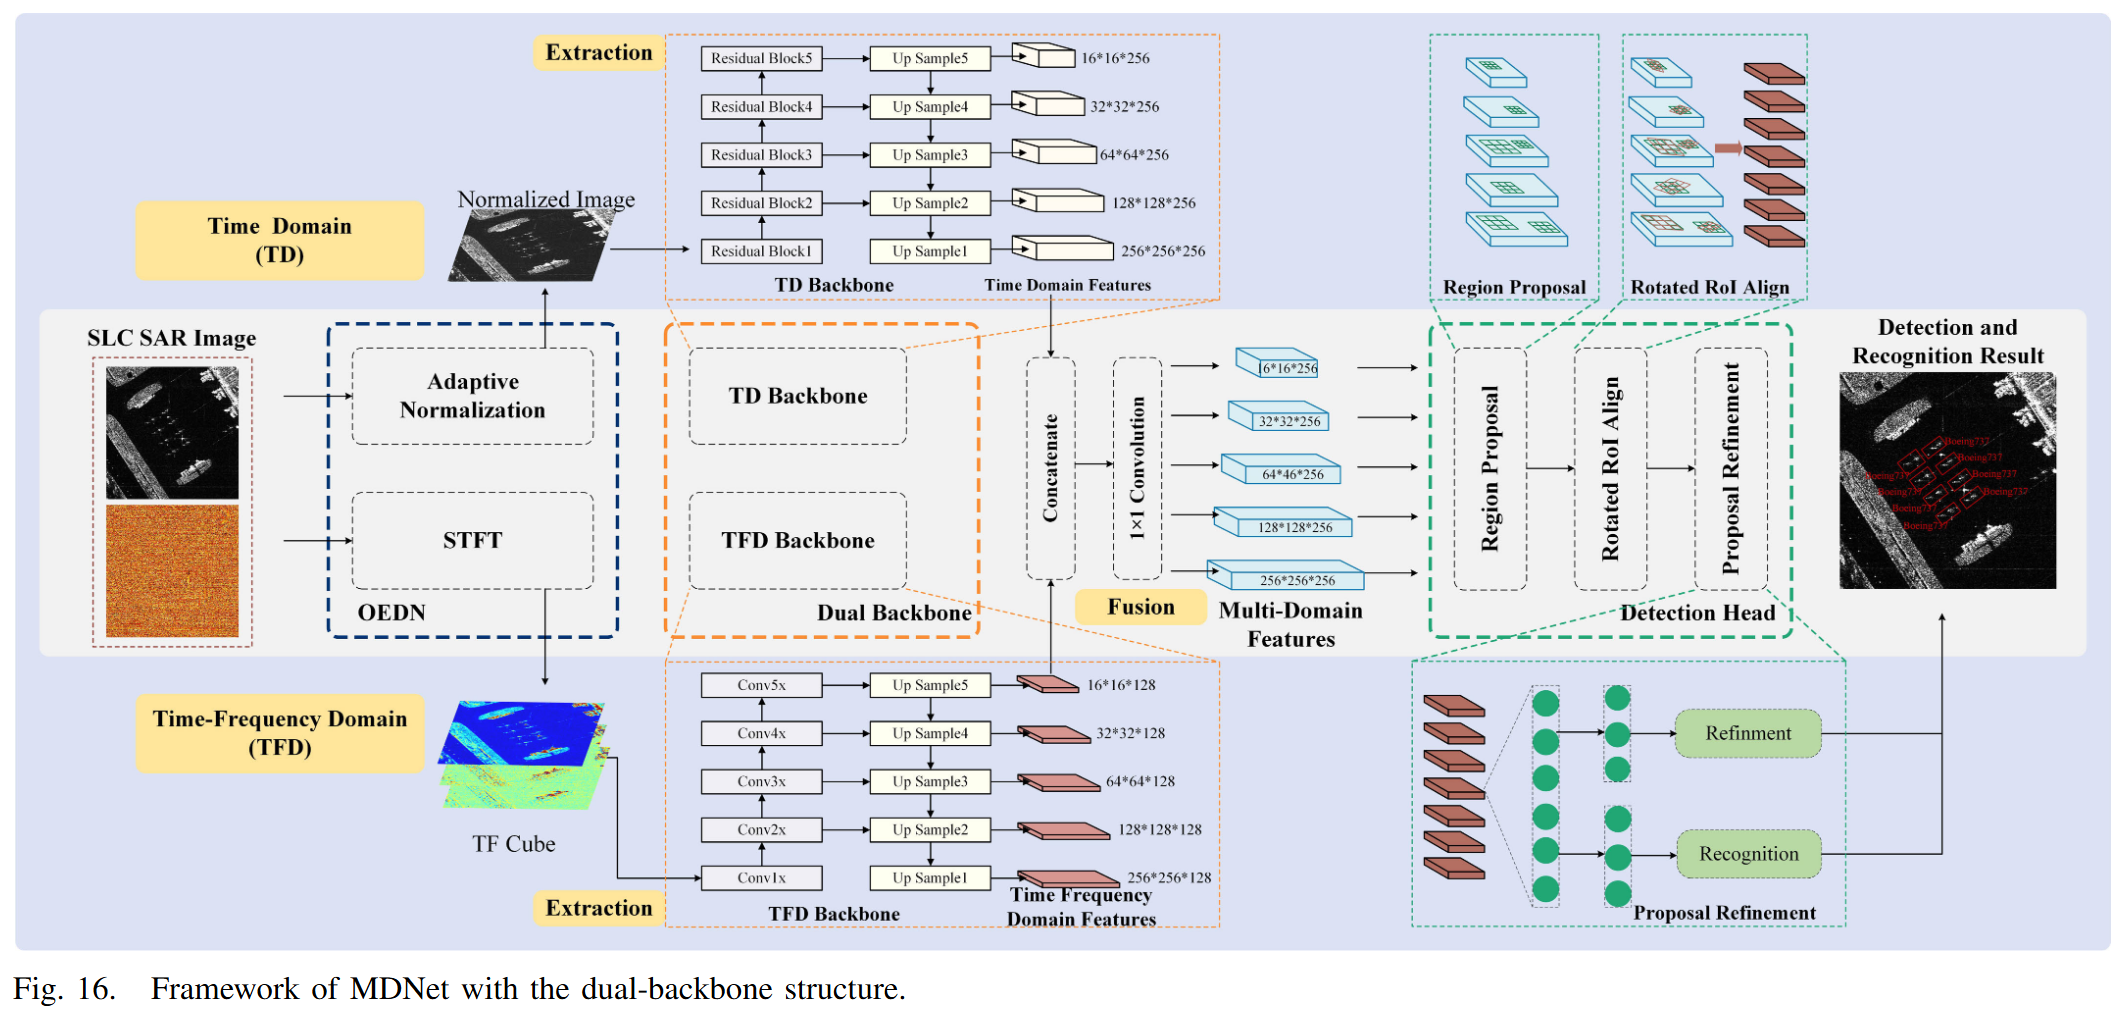 Extraction
Residual Block5
Up Sample5
16*16*256
Residual Block4
Up Sample4
32*32*256
Residual Block3
Up Sample3
64*64*256
Residual Block2
Up Sample2
128*128*256
Residual Block1
Up Sample1
256*256*256
TD Backbone
Time Domain Features
Time Domain
(TD)
Normalized Image
Region Proposal
Rotated RoI Align
SLC SAR Image
Adaptive
Normalization
STFT
OEDN
TD Backbone
TFD Backbone
Dual Backbone
Concatenate
1×1 Convolution
Fusion
16*16*256
32*32*256
64*46*256
128*128*256
256*256*256
Multi-Domain
Features
Region Proposal
Rotated RoI Align
Proposal Refinement
Detection Head
Detection and
Recognition Result
Boeing737
Boeing737
Boeing737
Boeing737
Boeing737
Boeing737
Boeing737
Boeing737
Time-Frequency Domain
(TFD)
TF Cube
Extraction
Conv5x
Up Sample5
16*16*128
Conv4x
Up Sample4
32*32*128
Conv3x
Up Sample3
64*64*128
Conv2x
Up Sample2
128*128*128
Conv1x
Up Sample1
256*256*128
TFD Backbone
Time Frequency
Domain Features
Refinment
Recognition
Proposal Refinement
Fig. 16. Framework of MDNet with the dual-backbone structure.